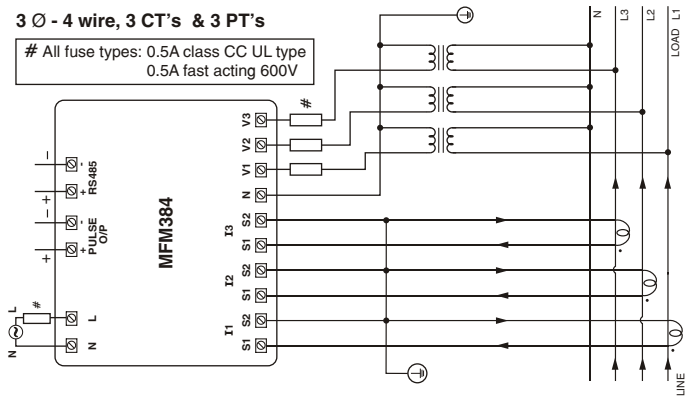 3 Ø - 4 wire, 3 CT's & 3 PT's
# All fuse types: 0.5A class CC UL type
0.5A fast acting 600V
N
L3
L2
LOAD L1
#
V3
V2
V1
N
I3
S2
S1
I2
S2
S1
I1
S2
S1
MFM384
- -
+ + RS485
- -
+ + PULSE O/P
L
#
L
N
N
LINE